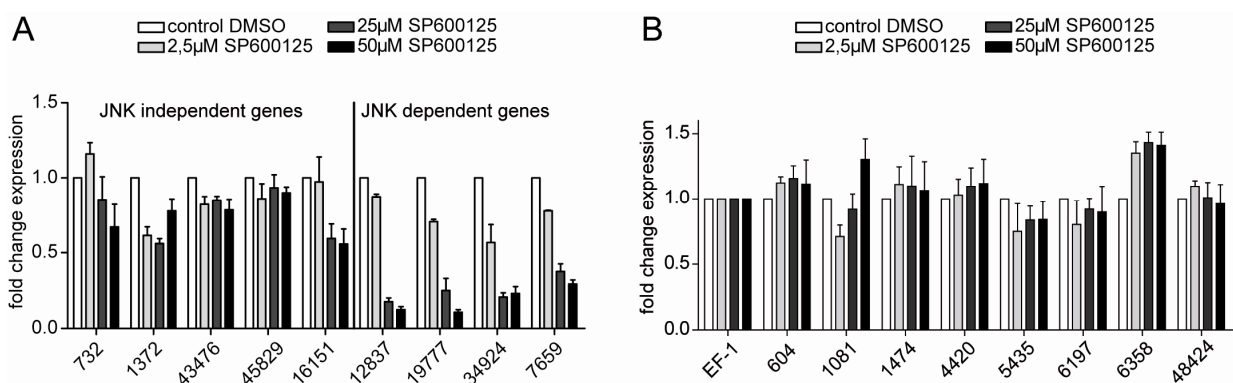 A
control DMSO 25µM SP600125
2,5µM SP600125 50µM SP600125
fold change expression
1.5
1.0
0.5
0.0
JNK independent genes JNK dependent genes
732 1372 43476 45829 16151 12837 19777 34924 7659
B
control DMSO 25µM SP600125
2,5µM SP600125 50µM SP600125
fold change expression
1.5
1.0
0.5
0.0
EF-1 604 1081 1474 4420 5435 6197 6358 48424